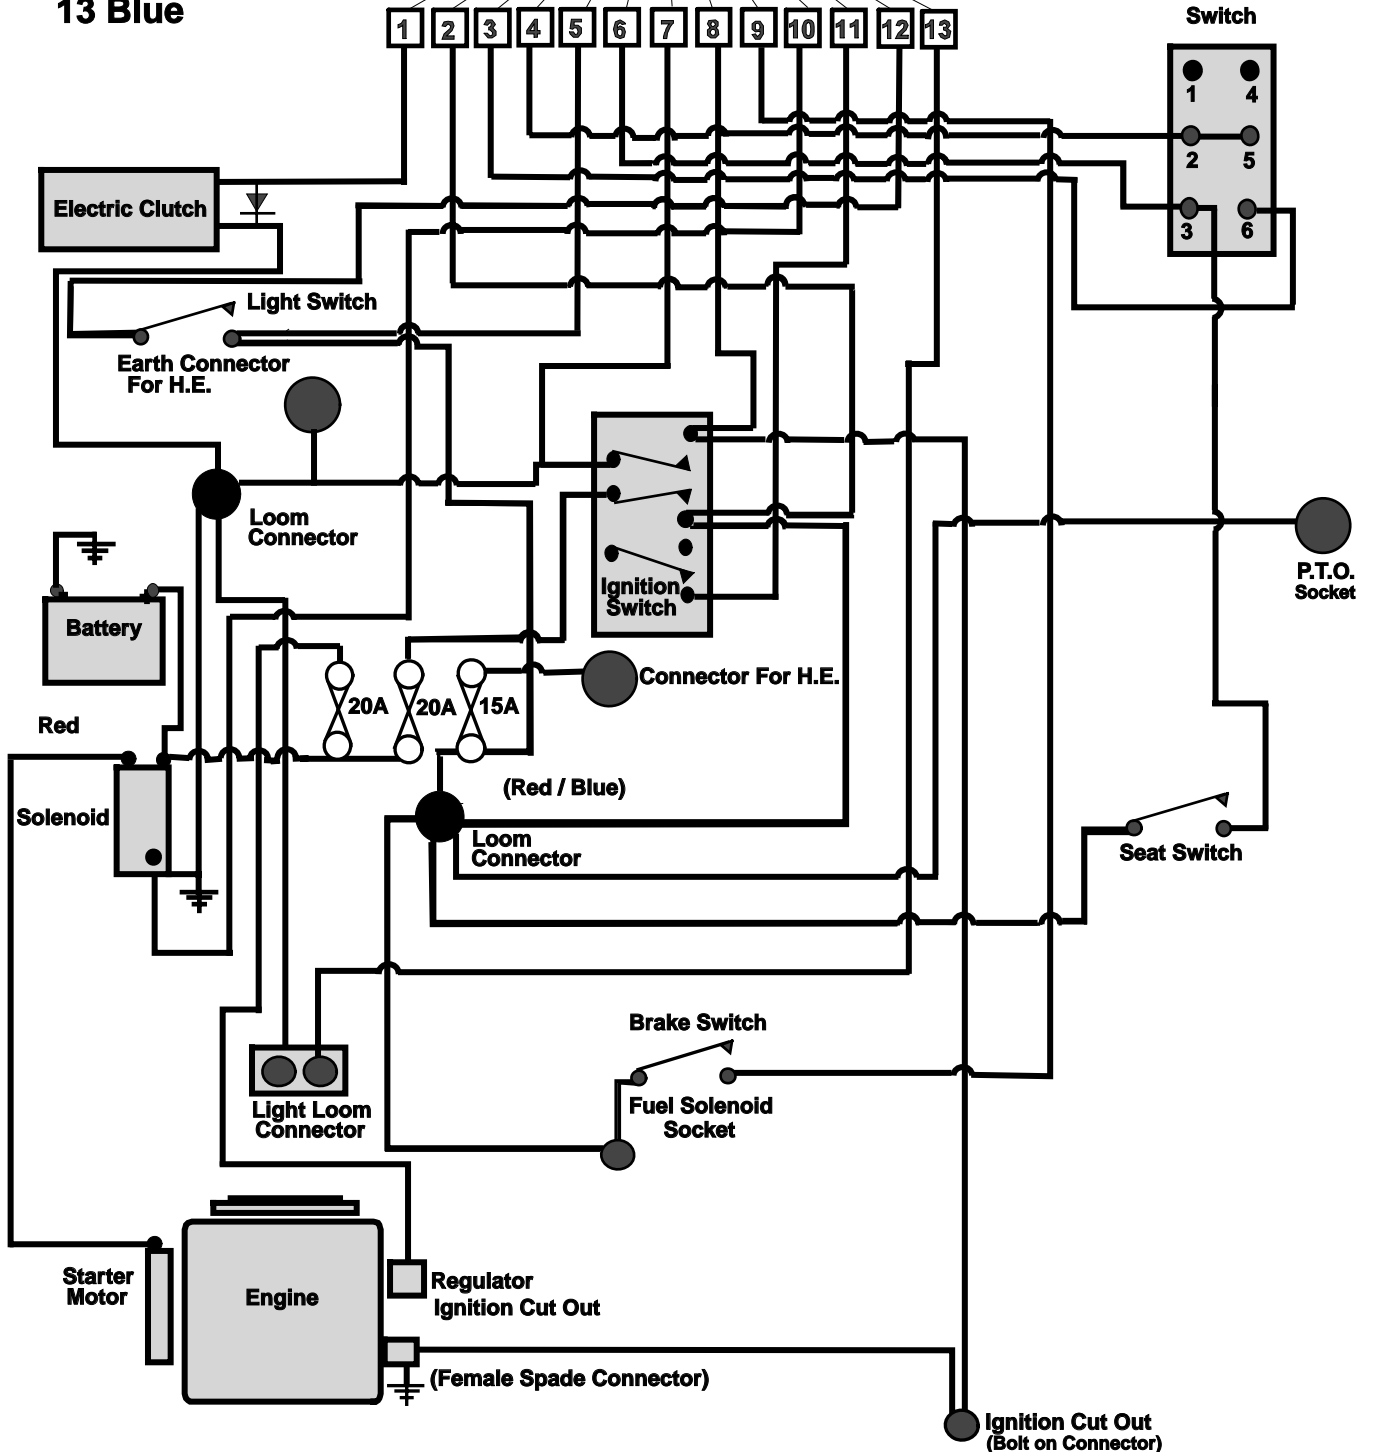 13 Blue
1 2 3 4 5 6 7 8 9 10 11 12 13
Switch
1 4
2 5
3 6
Electric Clutch
Light Switch
Earth Connector
For H.E.
Loom
Connector
Ignition
Switch
P.T.O.
Socket
Battery
Connector For H.E.
20A 20A 15A
Red
(Red / Blue)
Solenoid
Loom
Connector
Seat Switch
Brake Switch
Fuel Solenoid
Socket
Light Loom
Connector
Starter
Motor
Engine
Regulator
Ignition Cut Out
(Female Spade Connector)
Ignition Cut Out
(Bolt on Connector)